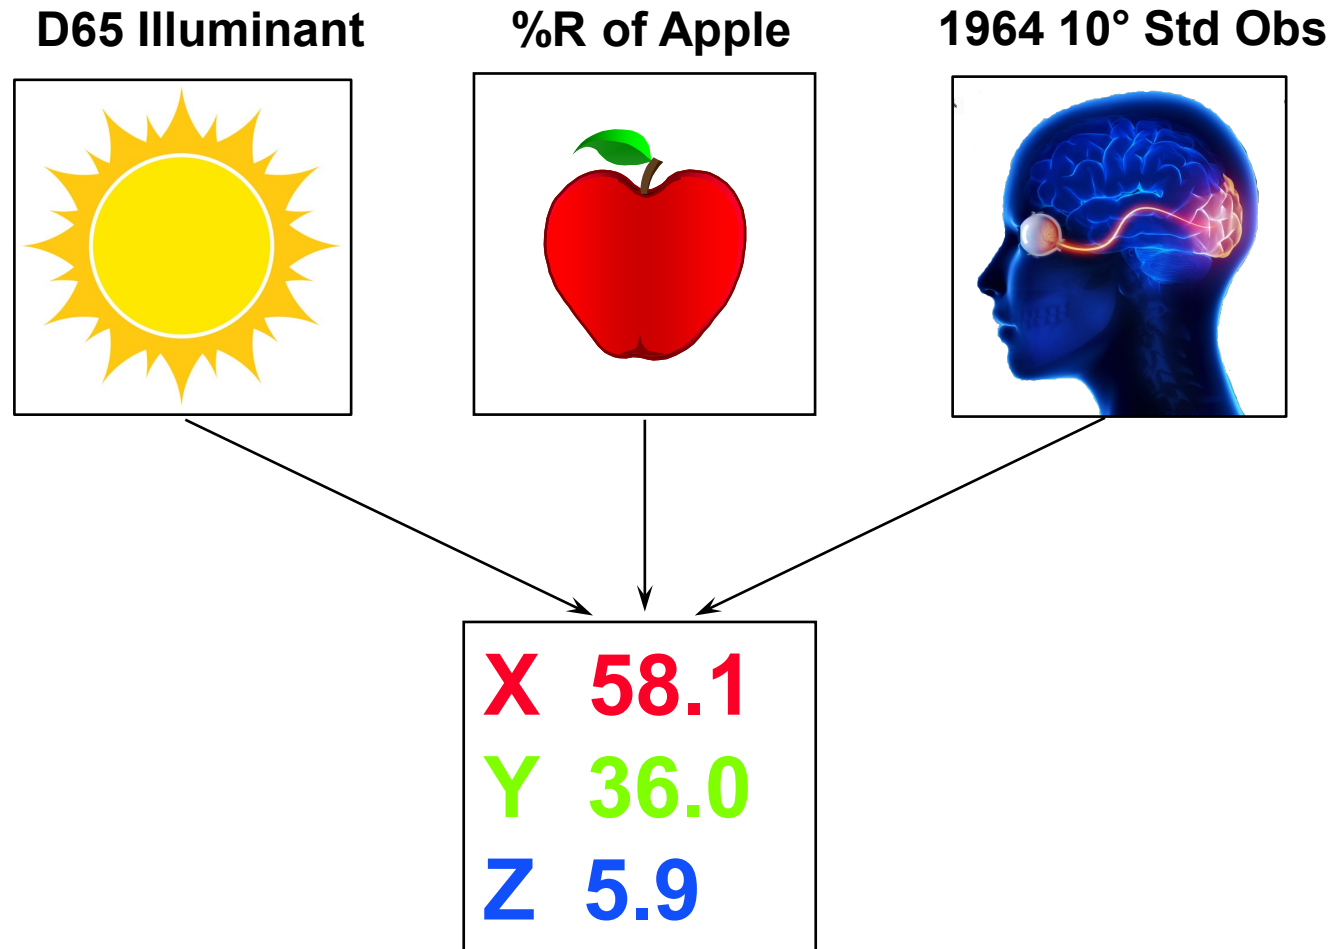 D65 Illuminant
%R of Apple
1964 10° Std Obs
X 58.1
Y 36.0
Z 5.9